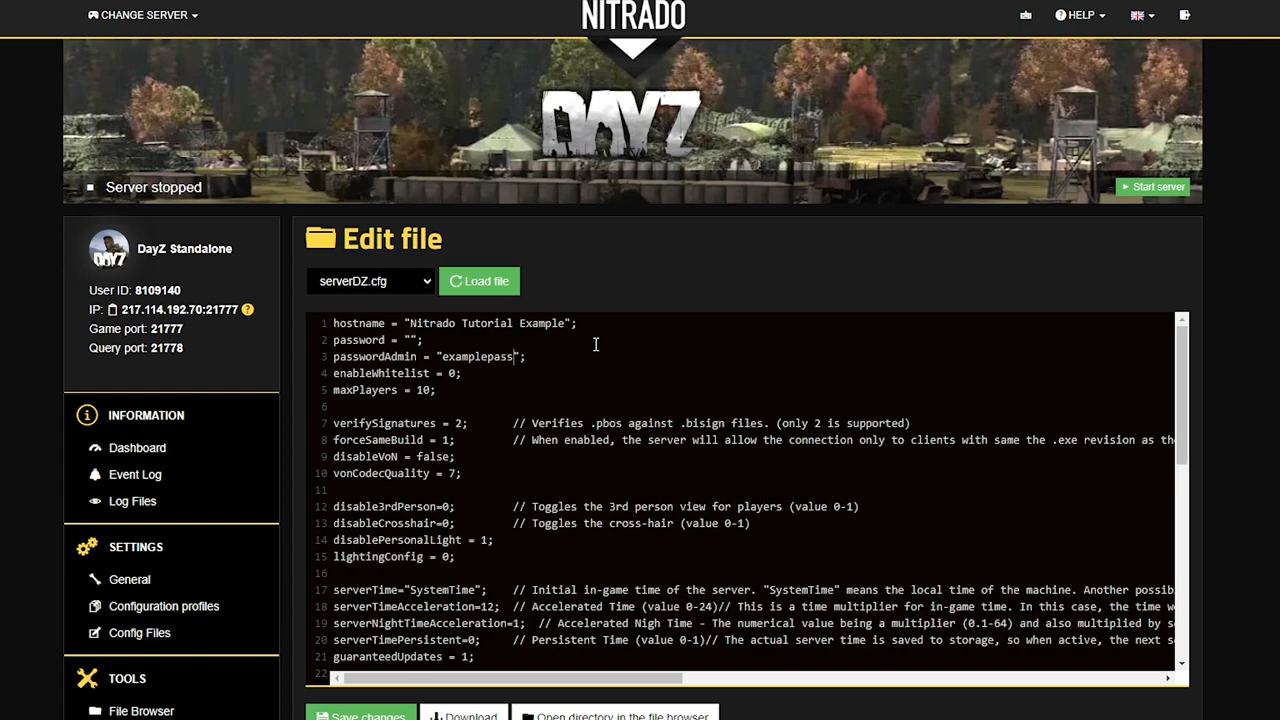 CHANGE SERVER
NITRADO
HELP
DAYZ
Server stopped
Start server
DAYZ
DayZ Standalone
User ID: 8109140
IP: 217.114.192.70:21777 ?
Game port: 21777
Query port: 21778
INFORMATION
Dashboard
Event Log
Log Files
SETTINGS
General
Configuration profiles
Config Files
TOOLS
File Browser
Edit file
serverDZ.cfg
Load file
1 hostname = "Nitrado Tutorial Example";
2 password = "";
3 passwordAdmin = "examplepass";
4 enableWhitelist = 0;
5 maxPlayers = 10;
6
7 verifySignatures = 2; // Verifies .pbos against .bisign files. (only 2 is supported)
8 forceSameBuild = 1; // When enabled, the server will allow the connection only to clients with same the .exe revision as the
9 disableVoN = false;
10 vonCodecQuality = 7;
11
12 disable3rdPerson=0; // Toggles the 3rd person view for players (value 0-1)
13 disableCrosshair=0; // Toggles the cross-hair (value 0-1)
14 disablePersonalLight = 1;
15 lightingConfig = 0;
16
17 serverTime="SystemTime"; // Initial in-game time of the server. "SystemTime" means the local time of the machine. Another possib
18 serverTimeAcceleration=12; // Accelerated Time (value 0-24)// This is a time multiplier for in-game time. In this case, the time w
19 serverNightTimeAcceleration=1; // Accelerated Nigh Time - The numerical value being a multiplier (0.1-64) and also multiplied by s
20 serverTimePersistent=0; // Persistent Time (value 0-1)// The actual server time is saved to storage, so when active, the next s
21 guaranteedUpdates = 1;
22
Save changes
Download
Open directory in the file browser